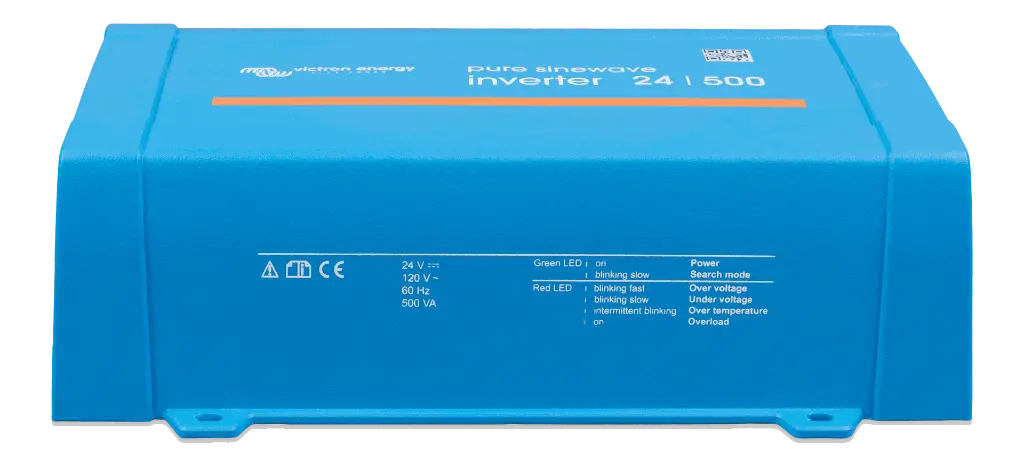 victron energy
pure sinewave
inverter 24 | 500
24 V ⎓
120 V ~
60 Hz
500 VA
Green LED on Power
blinking slow Search mode
Red LED blinking fast Over voltage
blinking slow Under voltage
intermittent blinking Over temperature
on Overload